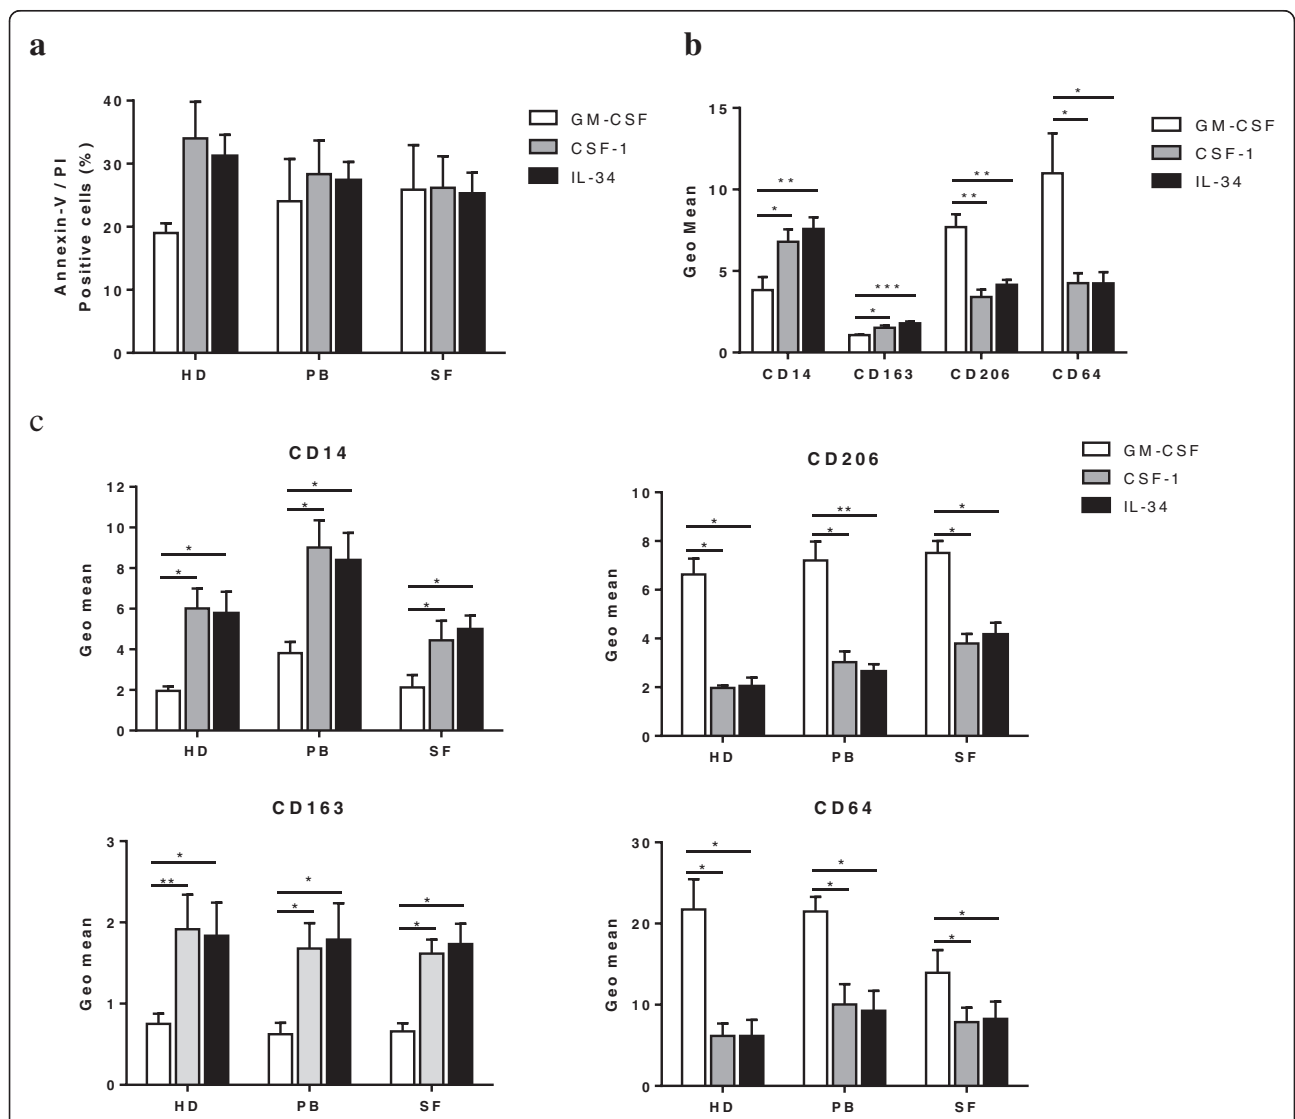 a
b
40
30
20
10
0
Annexin-V / PI
Positive cells (%)
HD PB SF
GM-CSF
CSF-1
IL-34
15
10
5
0
Geo Mean
* ** * *** ** ** * *
CD14 CD163 CD206 CD64
GM-CSF
CSF-1
IL-34
c
CD14
12
10
8
6
4
2
0
Geo mean
* * * * * *
HD PB SF
CD206
10
8
6
4
2
0
Geo mean
* * * ** * *
HD PB SF
GM-CSF
CSF-1
IL-34
CD163
3
2
1
0
Geo mean
** * * * * *
HD PB SF
CD64
30
20
10
0
Geo mean
* * * * * *
HD PB SF